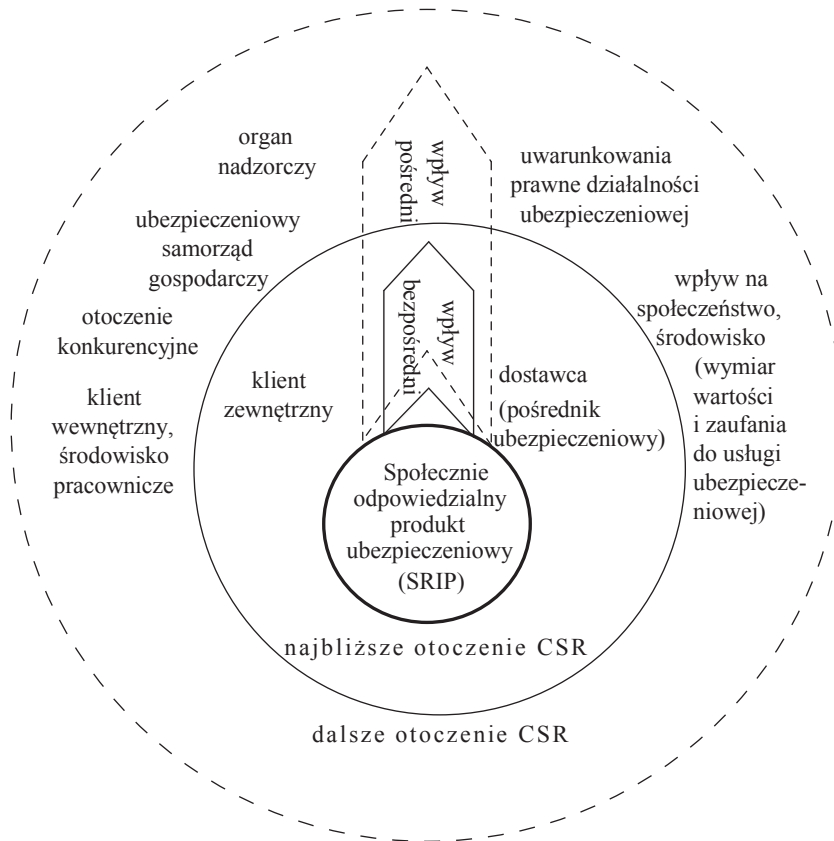 organ
nadzorczy
ubezpieczeniowy
samorząd
gospodarczy
otoczenie
konkurencyjne
klient
wewnętrzny,
środowisko
pracownicze
klient
zewnętrzny
wpływ
pośredni
wpływ
bezpośredni
uwarunkowania
prawne działalności
ubezpieczeniowej
wpływ na
społeczeństwo,
środowisko
(wymiar
wartości
i zaufania
do usługi
ubezpiecze-
niowej)
dostawca
(pośrednik
ubezpieczeniowy)
Społecznie
odpowiedzialny
produkt
ubezpieczeniowy
(SRIP)
najbliższe otoczenie CSR
dalsze otoczenie CSR